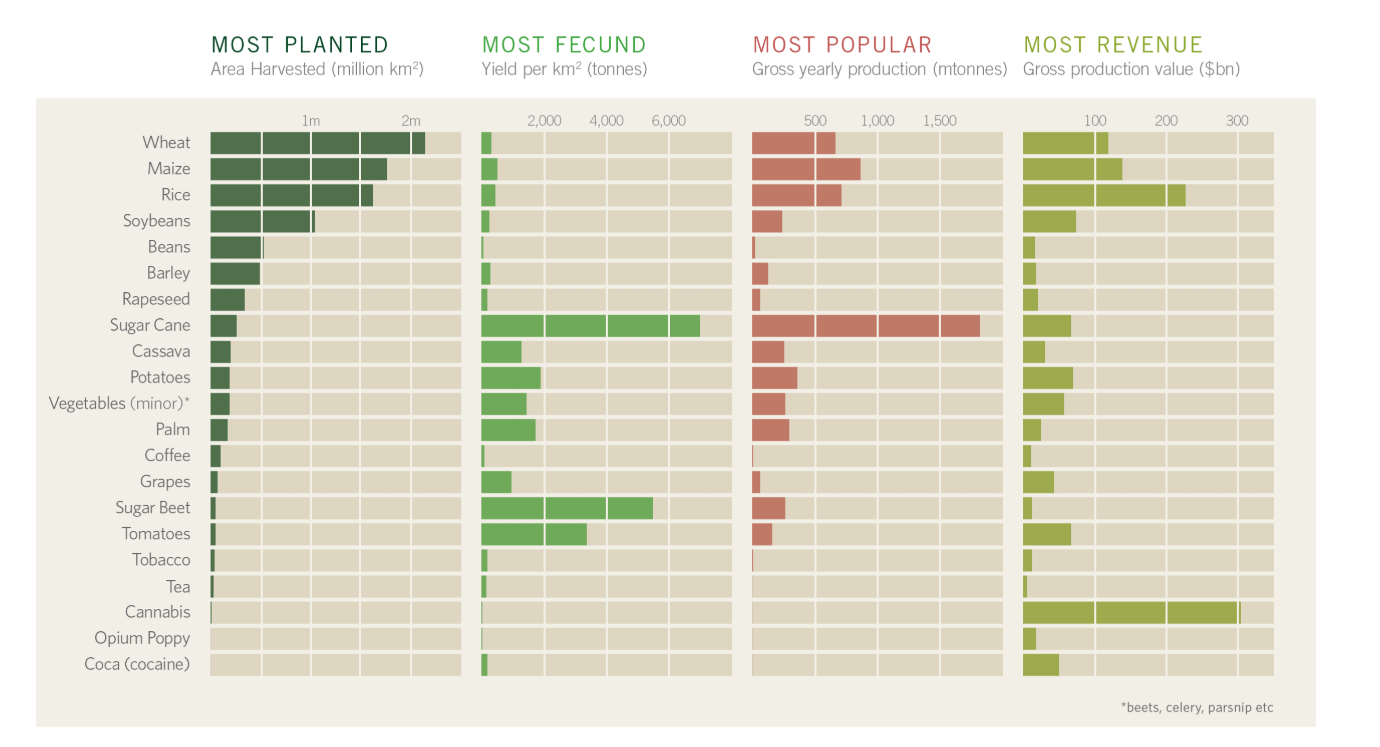 MOST PLANTED
Area Harvested (million km²)
MOST FECUND
Yield per km² (tonnes)
MOST POPULAR
Gross yearly production (mtonnes)
MOST REVENUE
Gross production value ($bn)
1m 2m
2,000 4,000 6,000
500 1,000 1,500
100 200 300
Wheat
Maize
Rice
Soybeans
Beans
Barley
Rapeseed
Sugar Cane
Cassava
Potatoes
Vegetables (minor)*
Palm
Coffee
Grapes
Sugar Beet
Tomatoes
Tobacco
Tea
Cannabis
Opium Poppy
Coca (cocaine)
*beets, celery, parsnip etc